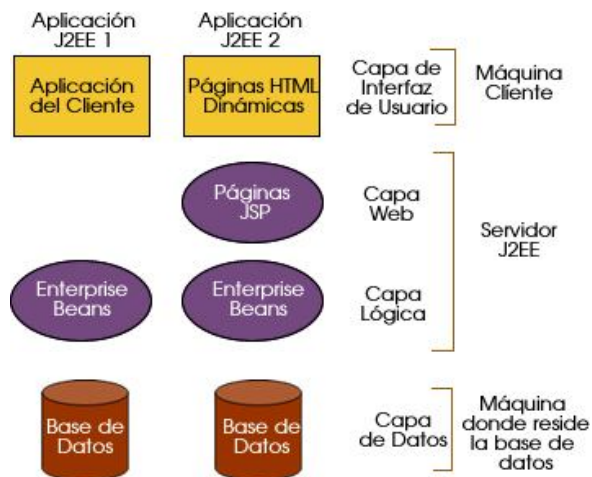 Aplicación
J2EE 1
Aplicación
J2EE 2
Aplicación
del Cliente
Páginas HTML
Dinámicas
Capa de
Interfaz
de Usuario
Máquina
Cliente
Páginas
JSP
Capa
Web
Servidor
J2EE
Enterprise
Beans
Enterprise
Beans
Capa
Lógica
Base de
Datos
Base de
Datos
Capa
de Datos
Máquina
donde reside
la base de
datos